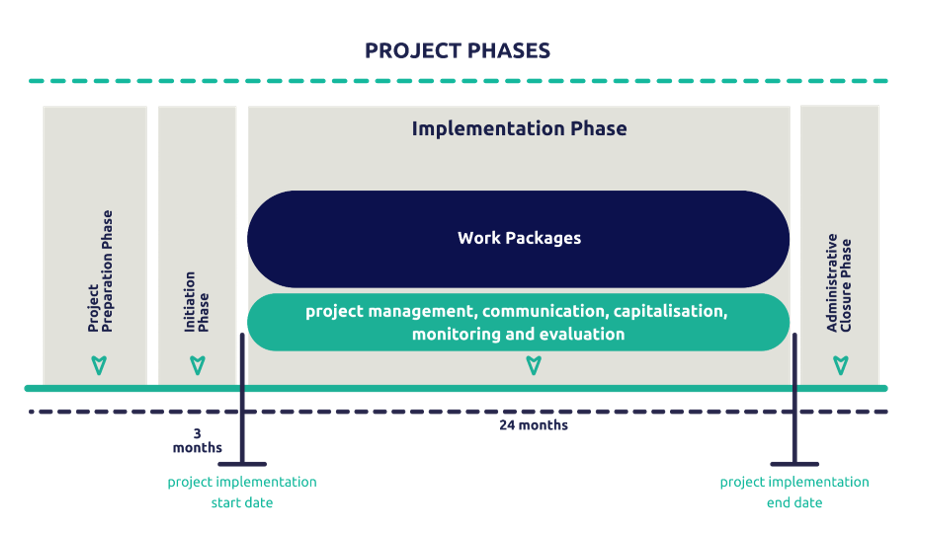 PROJECT PHASES
Implementation Phase
Work Packages
project management, communication, capitalisation,
monitoring and evaluation
Project
Preparation Phase
Initiation
Phase
Administrative
Closure Phase
3
months
24 months
project implementation
start date
project implementation
end date